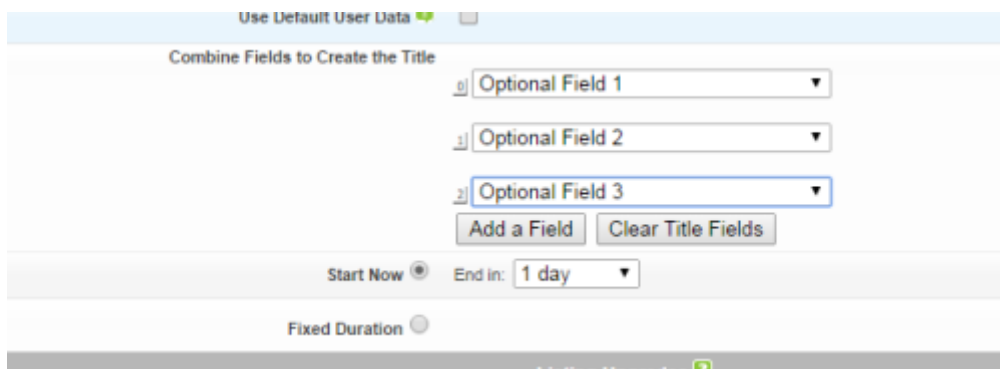 Use Default User Data
Combine Fields to Create the Title
0 Optional Field 1
1 Optional Field 2
2 Optional Field 3
Add a Field Clear Title Fields
Start Now End in: 1 day
Fixed Duration